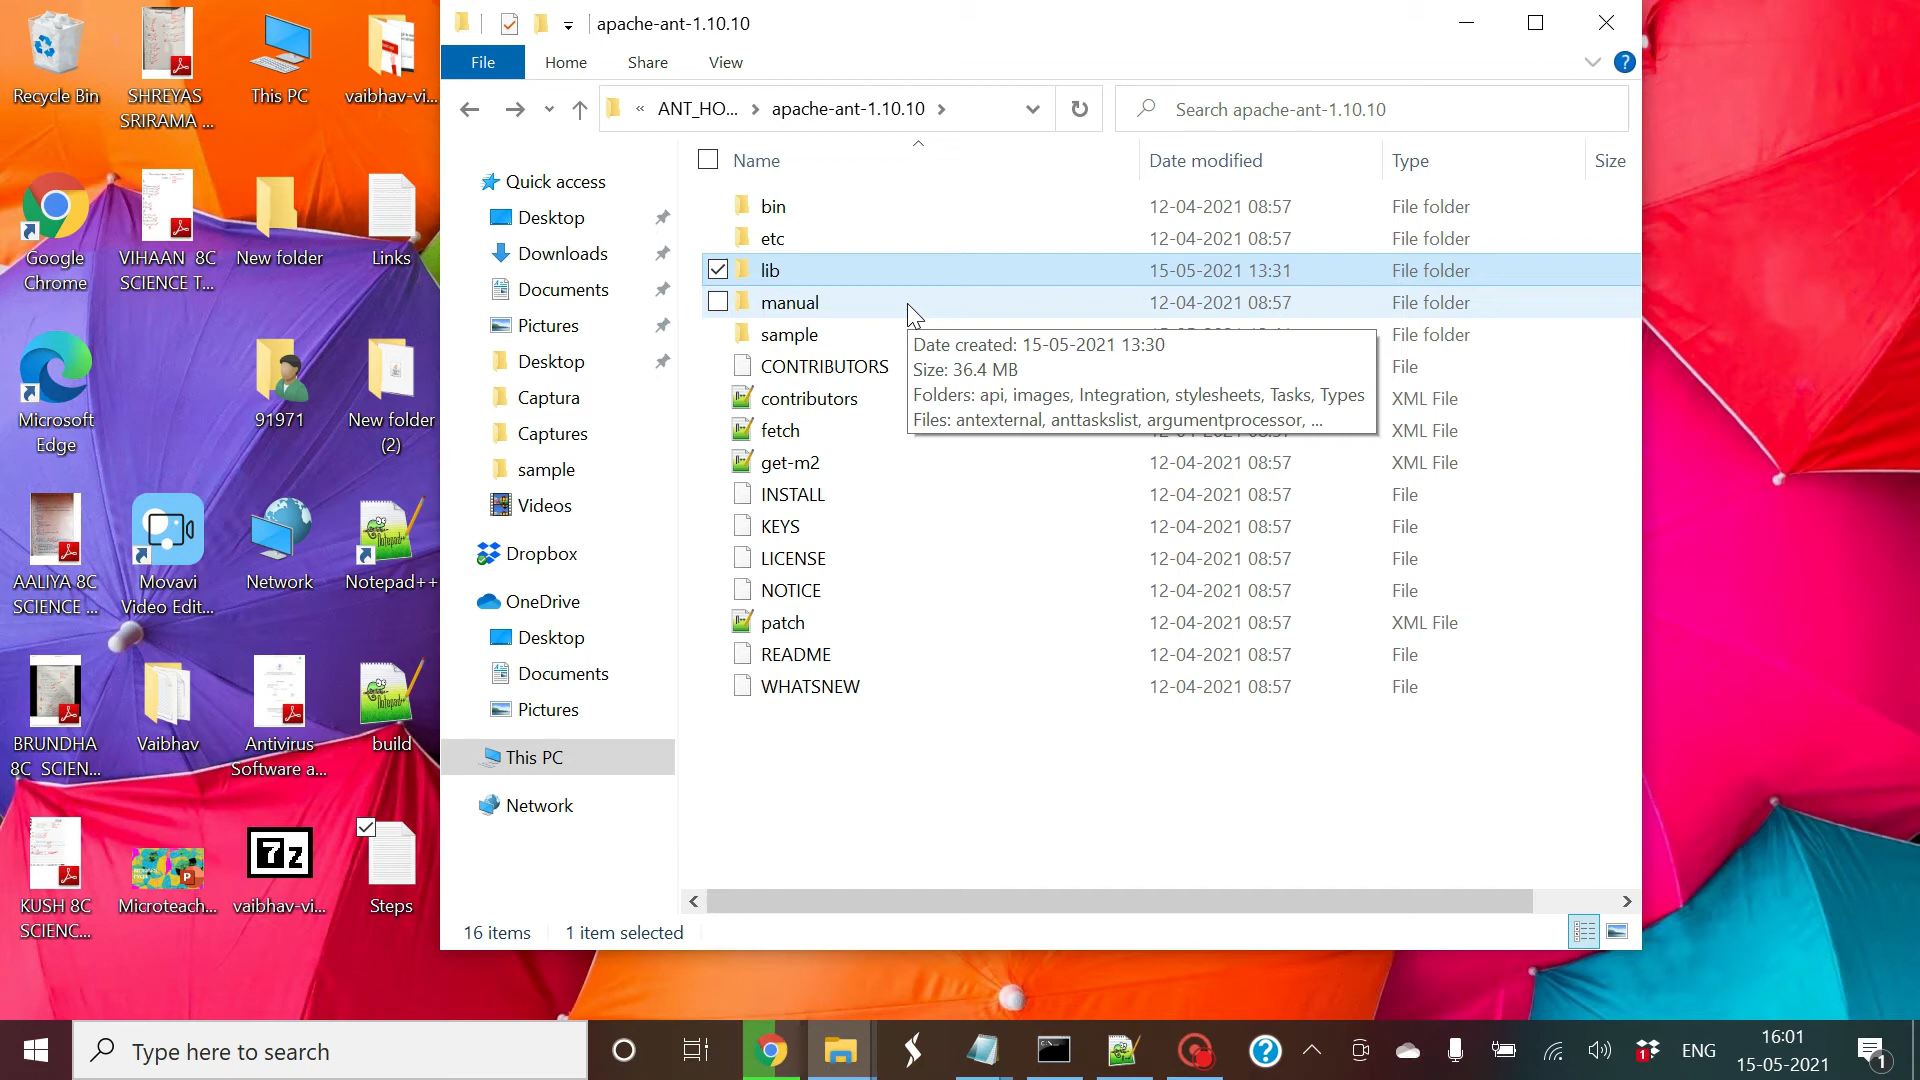 Recycle Bin
SHREYAS
SRIRAMA ...
This PC
vaibhav-vi...
Google
Chrome
VIHAAN 8C
SCIENCE T...
New folder
Links
Microsoft
Edge
91971
New folder
(2)
AALIYA 8C
SCIENCE ...
Movavi
Video Edit...
Network
Notepad++
BRUNDHA
8C SCIEN...
Vaibhav
Antivirus
Software a...
build
KUSH 8C
SCIENC...
Microteach...
7z
vaibhav-vi...
Steps
apache-ant-1.10.10
File Home Share View
« ANT_HO... > apache-ant-1.10.10 >
Search apache-ant-1.10.10
Quick access
Desktop
Downloads
Documents
Pictures
Desktop
Captura
Captures
sample
Videos
Dropbox
OneDrive
Desktop
Documents
Pictures
This PC
Network
Name Date modified Type Size
bin 12-04-2021 08:57 File folder
etc 12-04-2021 08:57 File folder
lib 15-05-2021 13:31 File folder
manual 12-04-2021 08:57 File folder
sample File folder
CONTRIBUTORS File
contributors XML File
fetch XML File
get-m2 12-04-2021 08:57 XML File
INSTALL 12-04-2021 08:57 File
KEYS 12-04-2021 08:57 File
LICENSE 12-04-2021 08:57 File
NOTICE 12-04-2021 08:57 File
patch 12-04-2021 08:57 XML File
README 12-04-2021 08:57 File
WHATSNEW 12-04-2021 08:57 File
Date created: 15-05-2021 13:30
Size: 36.4 MB
Folders: api, images, Integration, stylesheets, Tasks, Types
Files: antexternal, anttaskslist, argumentprocessor, ...
16 items 1 item selected
Type here to search
ENG
16:01
15-05-2021
1
1